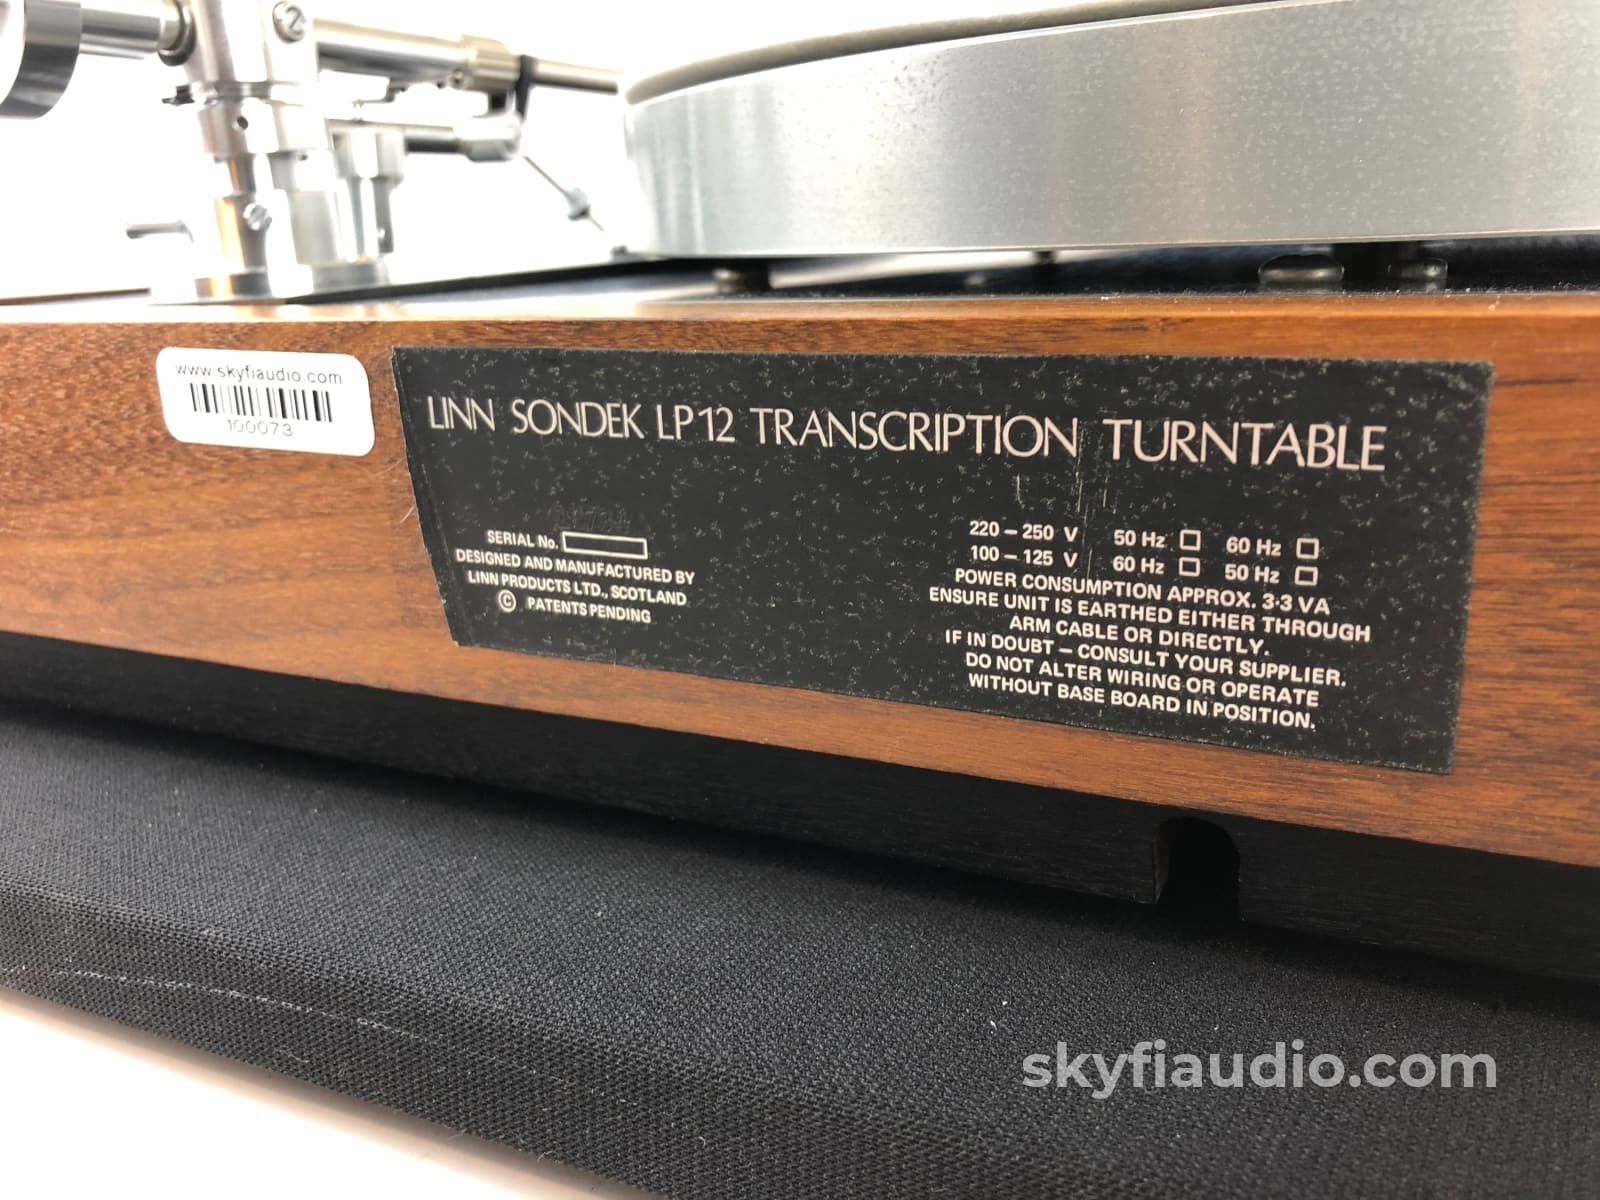 www.skyfiaudio.com
100073
LINN SONDEK LP12 TRANSCRIPTION TURNTABLE
SERIAL No.
DESIGNED AND MANUFACTURED BY
LINN PRODUCTS LTD., SCOTLAND
© PATENTS PENDING
220 – 250 V 50 Hz 60 Hz
100 – 125 V 60 Hz 50 Hz
POWER CONSUMPTION APPROX. 3·3 VA
ENSURE UNIT IS EARTHED EITHER THROUGH
ARM CABLE OR DIRECTLY.
IF IN DOUBT – CONSULT YOUR SUPPLIER.
DO NOT ALTER WIRING OR OPERATE
WITHOUT BASE BOARD IN POSITION.
skyfiaudio.com